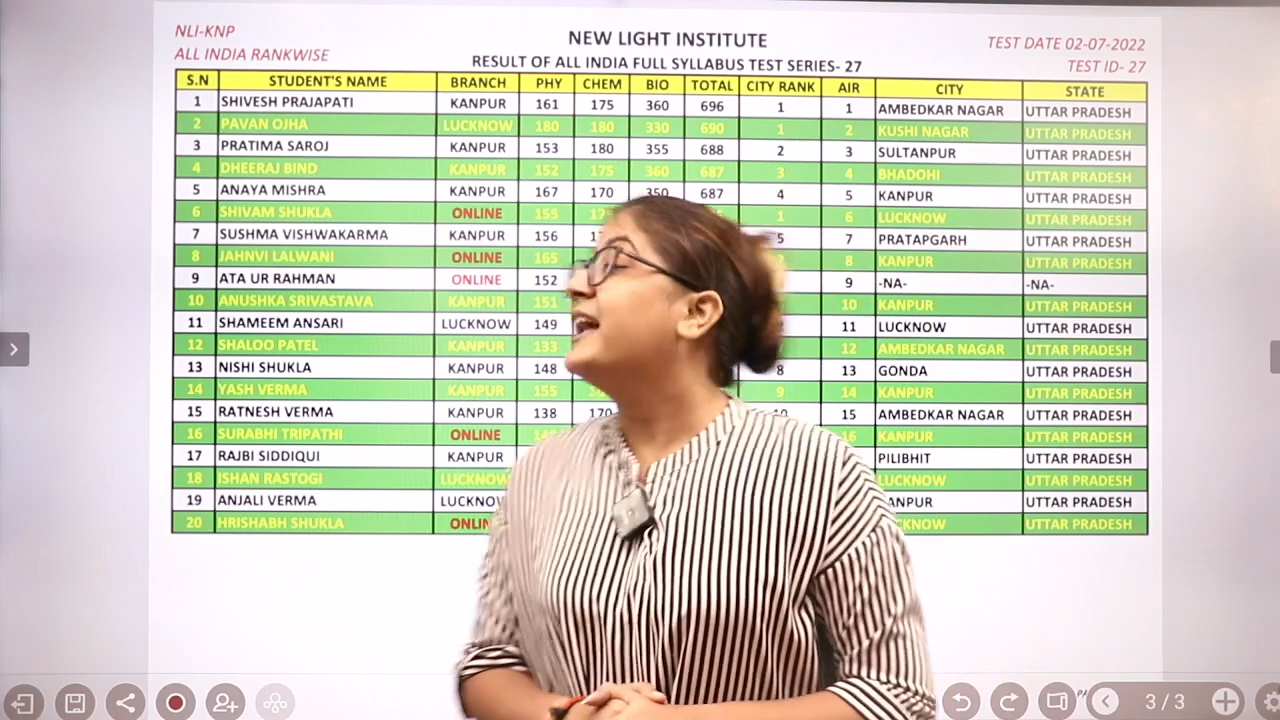 NLI-KNP
NEW LIGHT INSTITUTE
TEST DATE 02-07-2022
ALL INDIA RANKWISE
RESULT OF ALL INDIA FULL SYLLABUS TEST SERIES- 27
TEST ID- 27
S.N STUDENT'S NAME BRANCH PHY CHEM BIO TOTAL CITY RANK AIR CITY STATE
1 SHIVESH PRAJAPATI KANPUR 161 175 360 696 1 1 AMBEDKAR NAGAR UTTAR PRADESH
2 PAVAN OJHA LUCKNOW 180 180 330 690 1 2 KUSHI NAGAR UTTAR PRADESH
3 PRATIMA SAROJ KANPUR 153 180 355 688 2 3 SULTANPUR UTTAR PRADESH
4 DHEERAJ BIND KANPUR 152 175 360 687 3 4 BHADOHI UTTAR PRADESH
5 ANAYA MISHRA KANPUR 167 170 350 687 4 5 KANPUR UTTAR PRADESH
6 SHIVAM SHUKLA ONLINE 155 1 6 LUCKNOW UTTAR PRADESH
7 SUSHMA VISHWAKARMA KANPUR 156 5 7 PRATAPGARH UTTAR PRADESH
8 JAHNVI LALWANI ONLINE 165 8 KANPUR UTTAR PRADESH
9 ATA UR RAHMAN ONLINE 152 9 -NA- -NA-
10 ANUSHKA SRIVASTAVA KANPUR 151 10 KANPUR UTTAR PRADESH
11 SHAMEEM ANSARI LUCKNOW 149 11 LUCKNOW UTTAR PRADESH
12 SHALOO PATEL KANPUR 133 12 AMBEDKAR NAGAR UTTAR PRADESH
13 NISHI SHUKLA KANPUR 148 8 13 GONDA UTTAR PRADESH
14 YASH VERMA KANPUR 155 9 14 KANPUR UTTAR PRADESH
15 RATNESH VERMA KANPUR 138 170 10 15 AMBEDKAR NAGAR UTTAR PRADESH
16 SURABHI TRIPATHI ONLINE 16 KANPUR UTTAR PRADESH
17 RAJBI SIDDIQUI KANPUR PILIBHIT UTTAR PRADESH
18 ISHAN RASTOGI LUCKNOW LUCKNOW UTTAR PRADESH
19 ANJALI VERMA LUCKNOW UTTAR PRADESH
20 HRISHABH SHUKLA UTTAR PRADESH
3/3